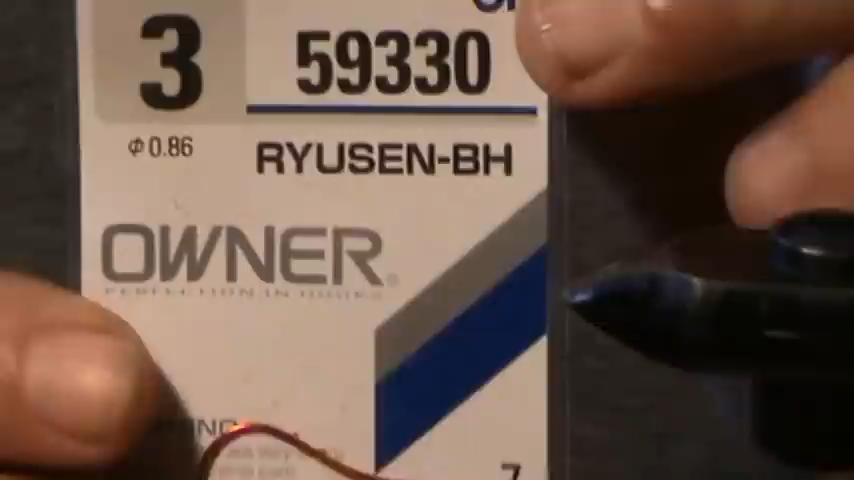 3
59330
Φ0.86
RYUSEN-BH
OWNER®
PERFECTION IN HOOKS
7